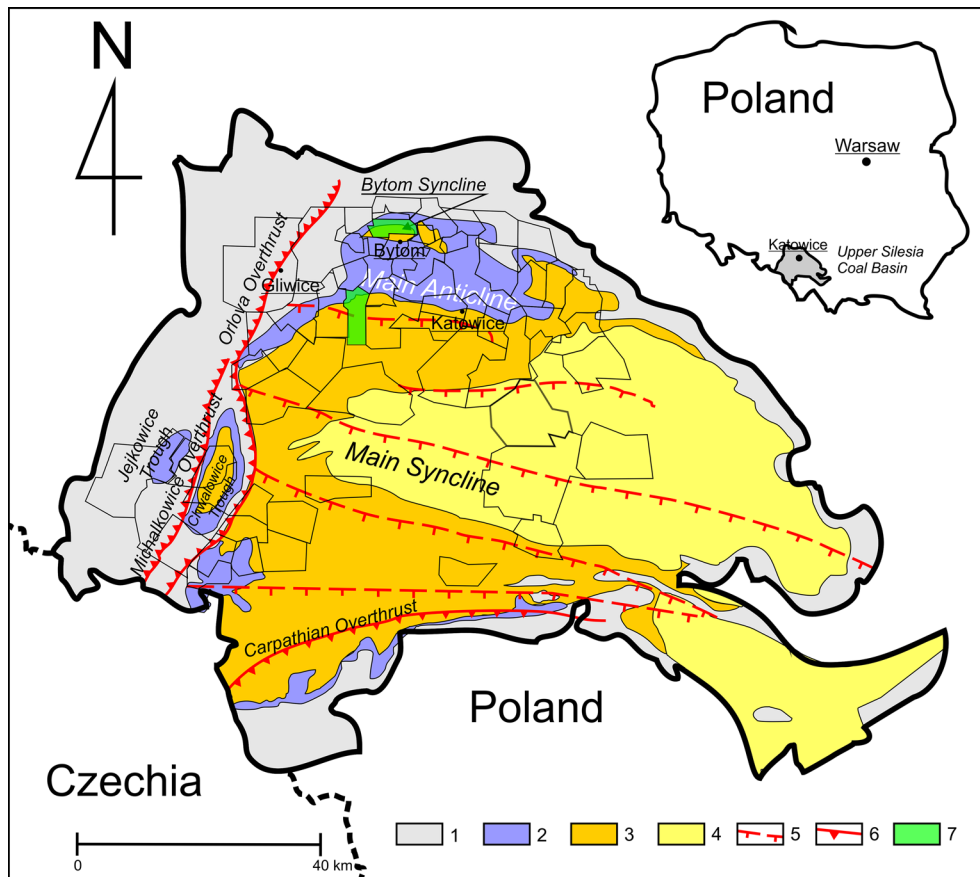 N
Poland
Warsaw
Katowice
Upper Silesia
Coal Basin
Bytom Syncline
Bytom
Orlova Overthrust
Gliwice
Main Anticline
Katowice
Jejkowice
Trough
Michalkowice Overthrust
Chwalowice
Trough
Main Syncline
Carpathian Overthrust
Poland
Czechia
0
40 km
1
2
3
4
5
6
7